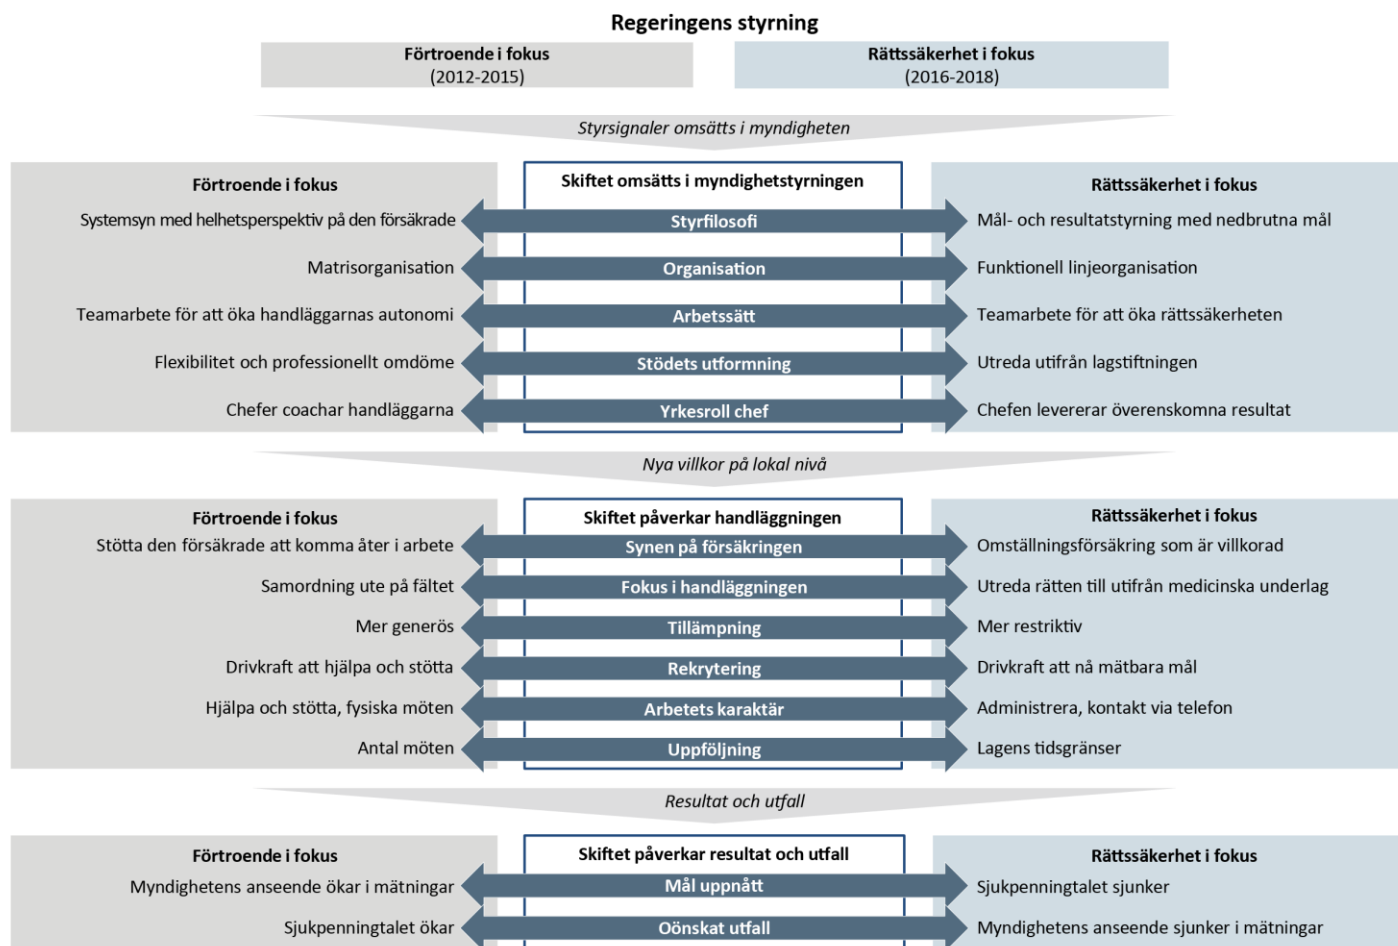 Regeringens styrning
Förtroende i fokus
(2012-2015)
Rättssäkerhet i fokus
(2016-2018)
Styrsignaler omsätts i myndigheten
Förtroende i fokus
Skiftet omsätts i myndighetstyrningen
Rättssäkerhet i fokus
Systemsyn med helhetsperspektiv på den försäkrade
Styrfilosofi
Mål- och resultatstyrning med nedbrutna mål
Matrisorganisation
Organisation
Funktionell linjeorganisation
Teamarbete för att öka handläggarnas autonomi
Arbetssätt
Teamarbete för att öka rättssäkerheten
Flexibilitet och professionellt omdöme
Stödets utformning
Utreda utifrån lagstiftningen
Chefer coachar handläggarna
Yrkesroll chef
Chefen levererar överenskomna resultat
Nya villkor på lokal nivå
Förtroende i fokus
Skiftet påverkar handläggningen
Rättssäkerhet i fokus
Stötta den försäkrade att komma åter i arbete
Synen på försäkringen
Omställningsförsäkring som är villkorad
Samordning ute på fältet
Fokus i handläggningen
Utreda rätten till utifrån medicinska underlag
Mer generös
Tillämpning
Mer restriktiv
Drivkraft att hjälpa och stötta
Rekrytering
Drivkraft att nå mätbara mål
Hjälpa och stötta, fysiska möten
Arbetets karaktär
Administrera, kontakt via telefon
Antal möten
Uppföljning
Lagens tidsgränser
Resultat och utfall
Förtroende i fokus
Skiftet påverkar resultat och utfall
Rättssäkerhet i fokus
Myndighetens anseende ökar i mätningar
Mål uppnått
Sjukpenningtalet sjunker
Sjukpenningtalet ökar
Oönskat utfall
Myndighetens anseende sjunker i mätningar